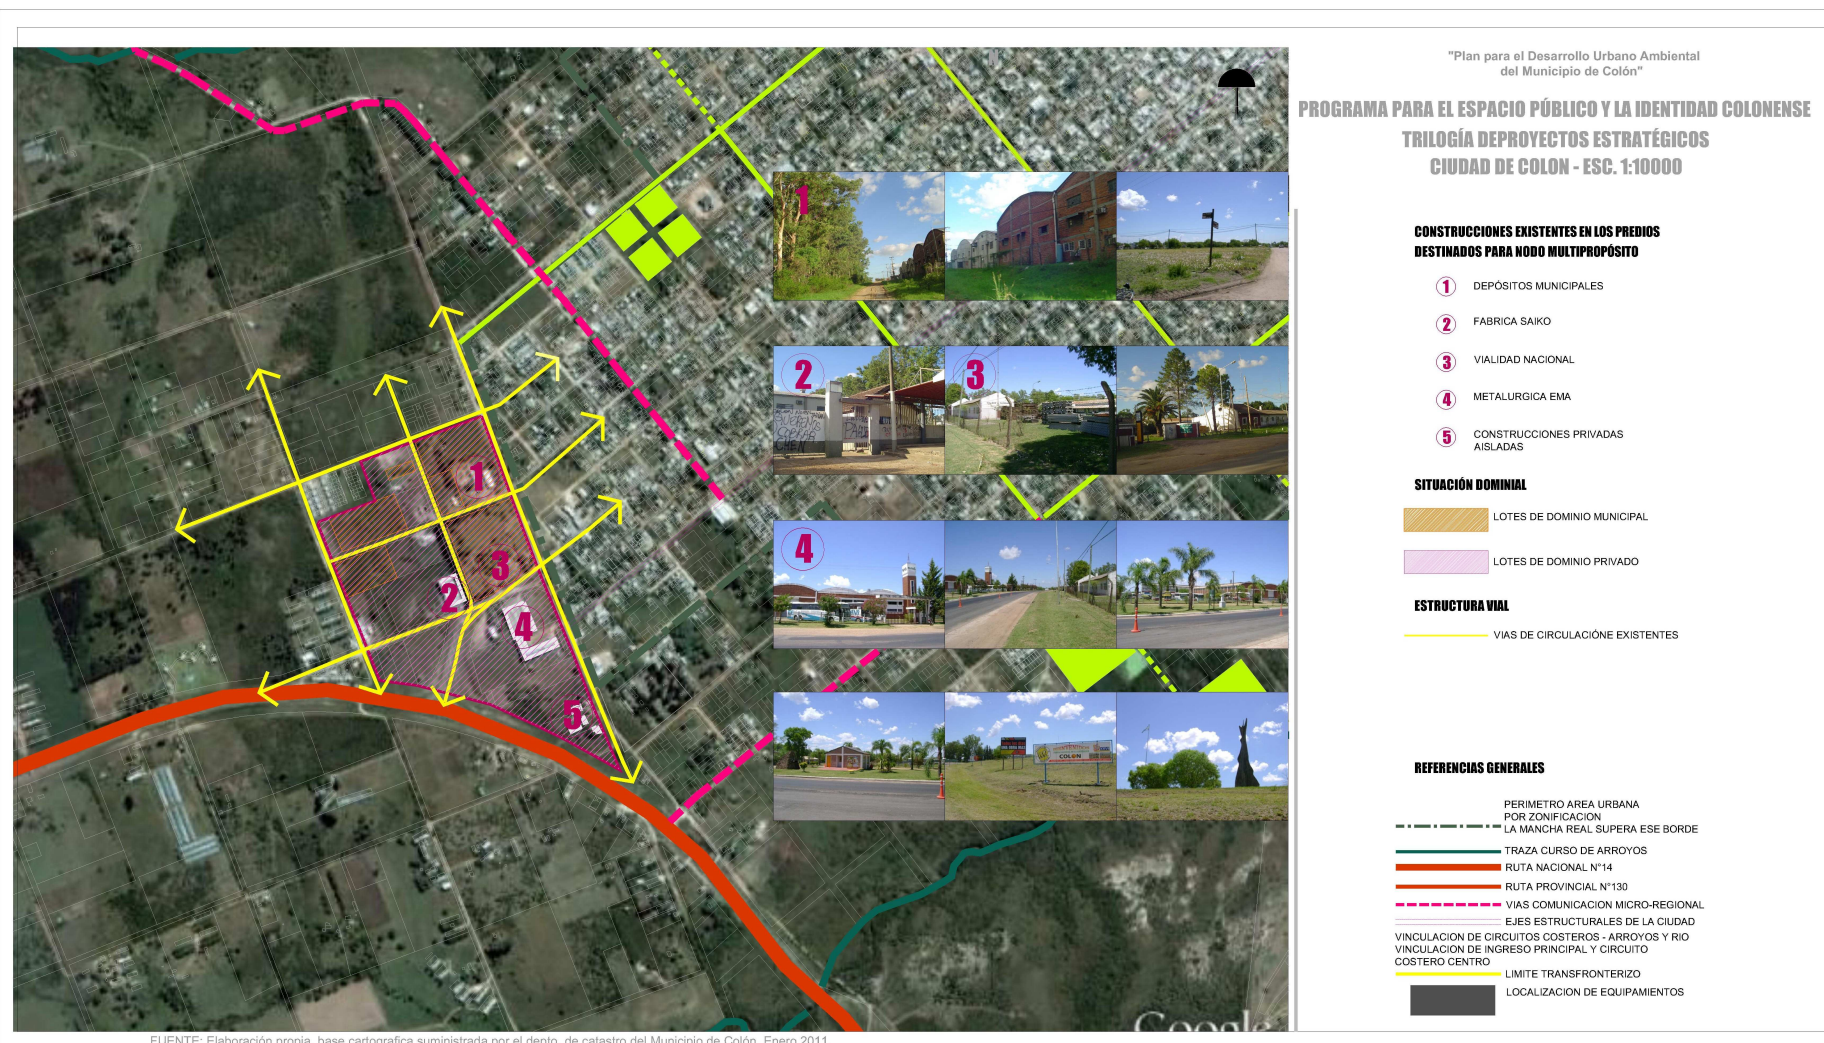 "Plan para el Desarrollo Urbano Ambiental
del Municipio de Colón"
PROGRAMA PARA EL ESPACIO PÚBLICO Y LA IDENTIDAD COLONENSE
TRILOGÍA DEPROYECTOS ESTRATÉGICOS
CIUDAD DE COLON - ESC. 1:10000
CONSTRUCCIONES EXISTENTES EN LOS PREDIOS
DESTINADOS PARA NODO MULTIPROPÓSITO
1 DEPÓSITOS MUNICIPALES
2 FABRICA SAIKO
3 VIALIDAD NACIONAL
4 METALURGICA EMA
5 CONSTRUCCIONES PRIVADAS
AISLADAS
SITUACIÓN DOMINIAL
LOTES DE DOMINIO MUNICIPAL
LOTES DE DOMINIO PRIVADO
ESTRUCTURA VIAL
VIAS DE CIRCULACIÓNE EXISTENTES
REFERENCIAS GENERALES
PERIMETRO AREA URBANA
POR ZONIFICACION
LA MANCHA REAL SUPERA ESE BORDE
TRAZA CURSO DE ARROYOS
RUTA NACIONAL N°14
RUTA PROVINCIAL N°130
VIAS COMUNICACION MICRO-REGIONAL
EJES ESTRUCTURALES DE LA CIUDAD
VINCULACION DE CIRCUITOS COSTEROS - ARROYOS Y RIO
VINCULACION DE INGRESO PRINCIPAL Y CIRCUITO
COSTERO CENTRO
LIMITE TRANSFRONTERIZO
LOCALIZACION DE EQUIPAMIENTOS
1
2
3
4
1
3
2
4
5
COLON
Google
FUENTE: Elaboración propia, base cartografica suministrada por el depto. de catastro del Municipio de Colón. Enero 2011